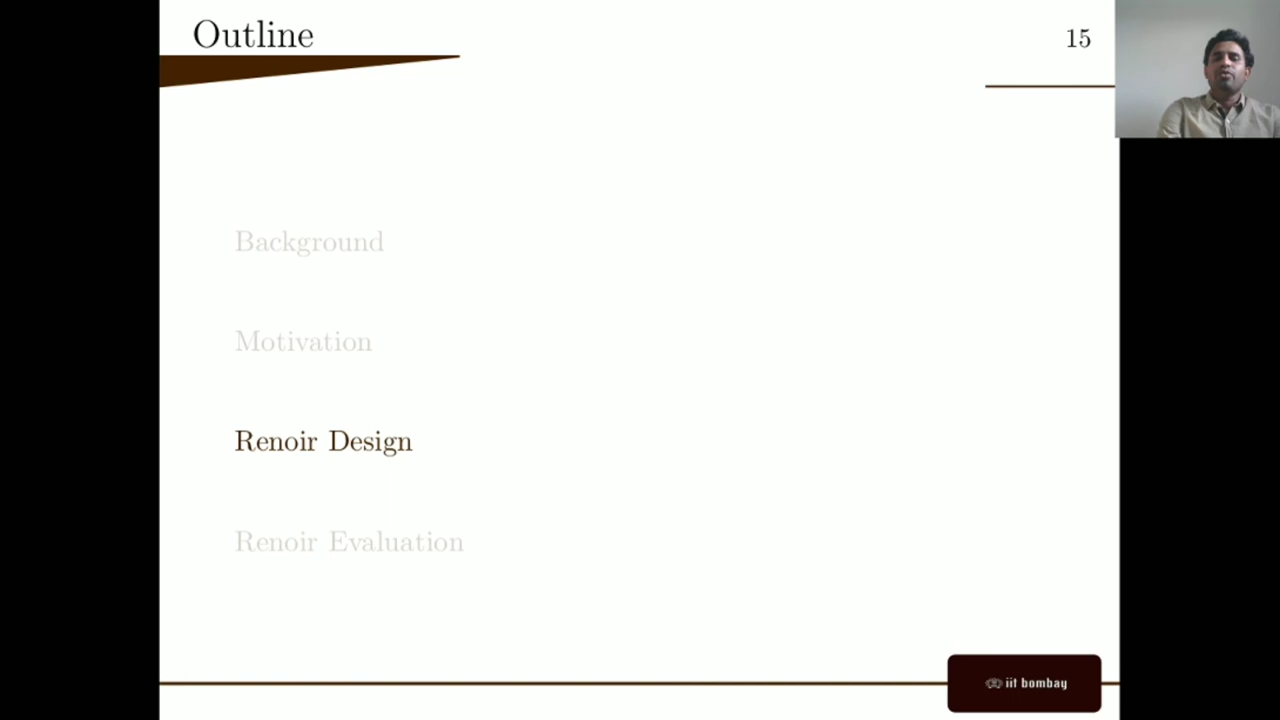 Outline
15
Background
Motivation
Renoir Design
Renoir Evaluation
iit bombay